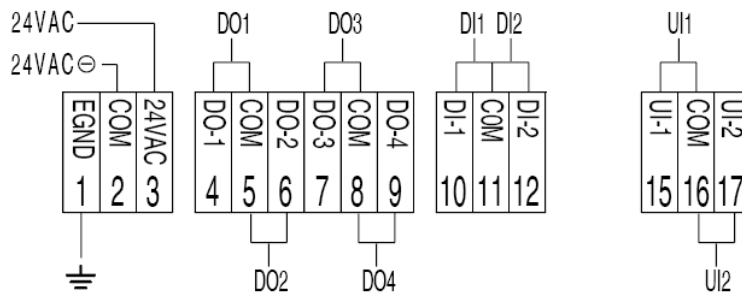 24VAC DO1 DO3 DI1 DI2 UI1
24VAC⊖
EGND COM 24VAC DO-1 COM DO-2 DO-3 COM DO-4 DI-1 COM DI-2 UI-1 COM UI-2
1 2 3 4 5 6 7 8 9 10 11 12 15 16 17
DO2 DO4 UI2